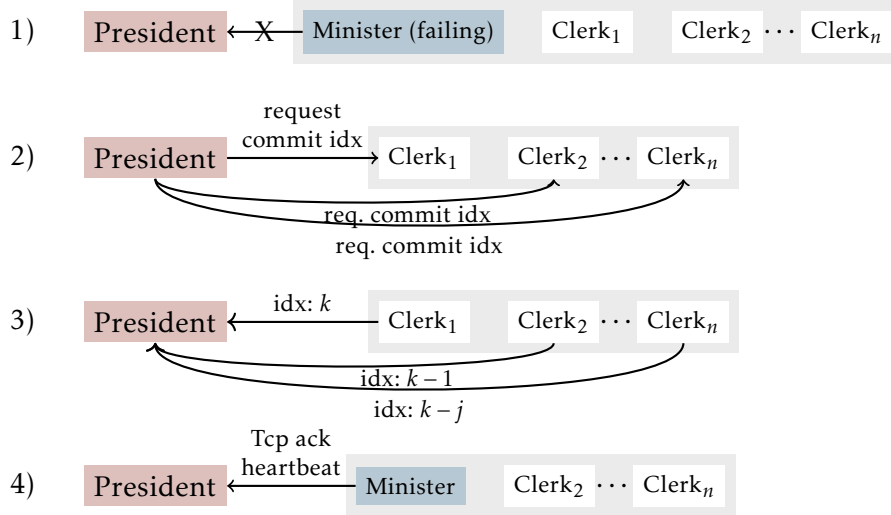 1) President X Minister (failing) Clerk₁ Clerk₂ ··· Clerkₙ
request
commit idx
2) President Clerk₁ Clerk₂ ··· Clerkₙ
req. commit idx
req. commit idx
3) President idx: k Clerk₁ Clerk₂ ··· Clerkₙ
idx: k − 1
idx: k − j
Tcp ack
heartbeat
4) President Minister Clerk₂ ··· Clerkₙ